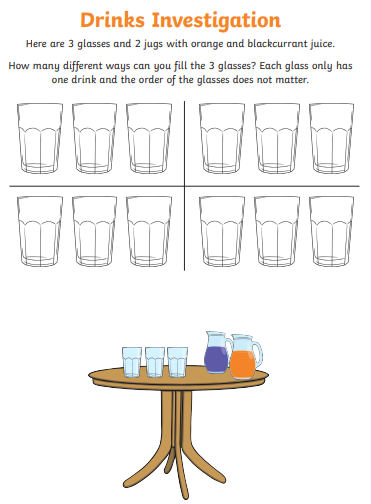 Drinks Investigation
Here are 3 glasses and 2 jugs with orange and blackcurrant juice.
How many different ways can you fill the 3 glasses? Each glass only has
one drink and the order of the glasses does not matter.